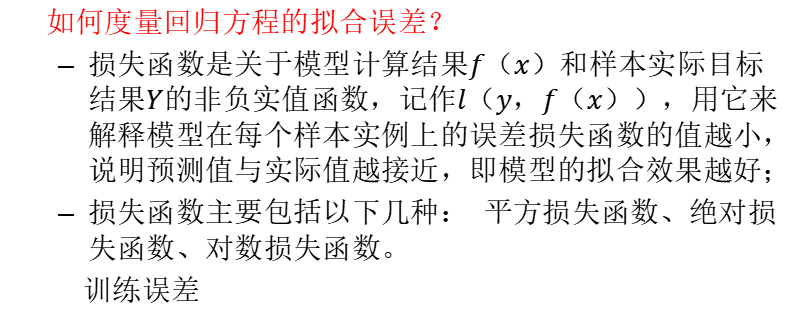 如何度量回归方程的拟合误差？
– 损失函数是关于模型计算结果f（x）和样本实际目标
结果Y的非负实值函数，记作l（y，f（x）），用它来
解释模型在每个样本实例上的误差损失函数的值越小，
说明预测值与实际值越接近，即模型的拟合效果越好；
– 损失函数主要包括以下几种： 平方损失函数、绝对损
失函数、对数损失函数。
训练误差